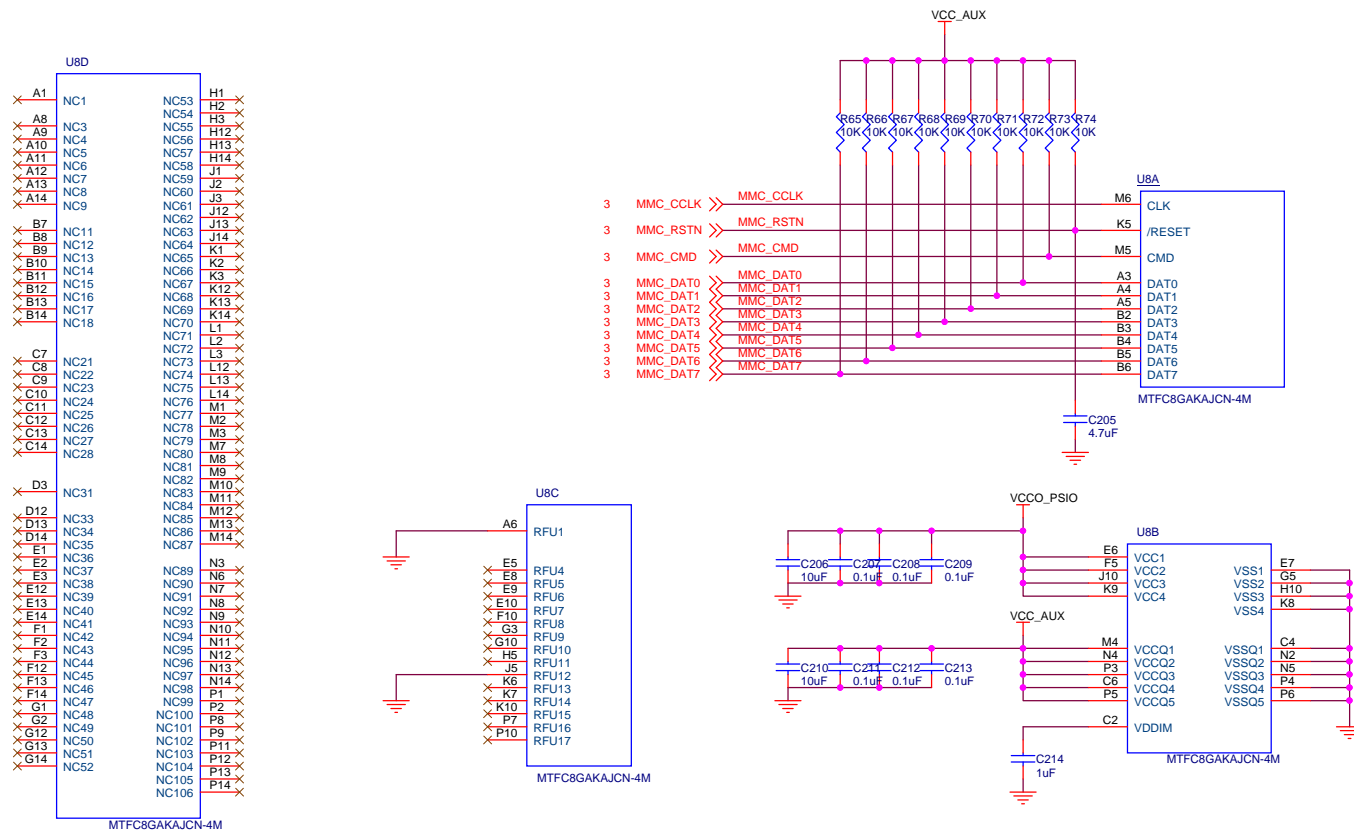 U8D
A1 NC1
A8 NC3
A9 NC4
A10 NC5
A11 NC6
A12 NC7
A13 NC8
A14 NC9
B7 NC11
B8 NC12
B9 NC13
B10 NC14
B11 NC15
B12 NC16
B13 NC17
B14 NC18
C7 NC21
C8 NC22
C9 NC23
C10 NC24
C11 NC25
C12 NC26
C13 NC27
C14 NC28
D3 NC31
D12 NC33
D13 NC34
D14 NC35
E1 NC36
E2 NC37
E3 NC38
E12 NC39
E13 NC40
E14 NC41
F1 NC42
F2 NC43
F3 NC44
F12 NC45
F13 NC46
F14 NC47
G1 NC48
G2 NC49
G12 NC50
G13 NC51
G14 NC52
NC53 H1
NC54 H2
NC55 H3
NC56 H12
NC57 H13
NC58 H14
NC59 J1
NC60 J2
NC61 J3
NC62 J12
NC63 J13
NC64 J14
NC65 K1
NC66 K2
NC67 K3
NC68 K12
NC69 K13
NC70 K14
NC71 L1
NC72 L2
NC73 L3
NC74 L12
NC75 L13
NC76 L14
NC77 M1
NC78 M2
NC79 M3
NC80 M7
NC81 M8
NC82 M9
NC83 M10
NC84 M11
NC85 M12
NC86 M13
NC87 M14
NC89 N3
NC90 N6
NC91 N7
NC92 N8
NC93 N9
NC94 N10
NC95 N11
NC96 N12
NC97 N13
NC98 N14
NC99 P1
NC100 P2
NC101 P8
NC102 P9
NC103 P11
NC104 P12
NC105 P13
NC106 P14
MTFC8GAKAJCN-4M
VCC_AUX
R65 R66 R67 R68 R69 R70 R71 R72 R73 R74
10K 10K 10K 10K 10K 10K 10K 10K 10K 10K
U8A
3 MMC_CCLK MMC_CCLK M6 CLK
3 MMC_RSTN MMC_RSTN K5 /RESET
3 MMC_CMD MMC_CMD M5 CMD
3 MMC_DAT0 MMC_DAT0 A3 DAT0
3 MMC_DAT1 MMC_DAT1 A4 DAT1
3 MMC_DAT2 MMC_DAT2 A5 DAT2
3 MMC_DAT3 MMC_DAT3 B2 DAT3
3 MMC_DAT4 MMC_DAT4 B3 DAT4
3 MMC_DAT5 MMC_DAT5 B4 DAT5
3 MMC_DAT6 MMC_DAT6 B5 DAT6
3 MMC_DAT7 MMC_DAT7 B6 DAT7
MTFC8GAKAJCN-4M
C205
4.7uF
U8C
A6 RFU1
E5 RFU4
E8 RFU5
E9 RFU6
E10 RFU7
F10 RFU8
G3 RFU9
G10 RFU10
H5 RFU11
J5 RFU12
K6 RFU13
K7 RFU14
K10 RFU15
P7 RFU16
P10 RFU17
MTFC8GAKAJCN-4M
VCCO_PSIO
C206 C207 C208 C209
10uF 0.1uF 0.1uF 0.1uF
VCC_AUX
C210 C211 C212 C213
10uF 0.1uF 0.1uF 0.1uF
C214
1uF
U8B
E6 VCC1 VSS1 E7
F5 VCC2 VSS2 G5
J10 VCC3 VSS3 H10
K9 VCC4 VSS4 K8
M4 VCCQ1 VSSQ1 C4
N4 VCCQ2 VSSQ2 N2
P3 VCCQ3 VSSQ3 N5
C6 VCCQ4 VSSQ4 P4
P5 VCCQ5 VSSQ5 P6
C2 VDDIM
MTFC8GAKAJCN-4M